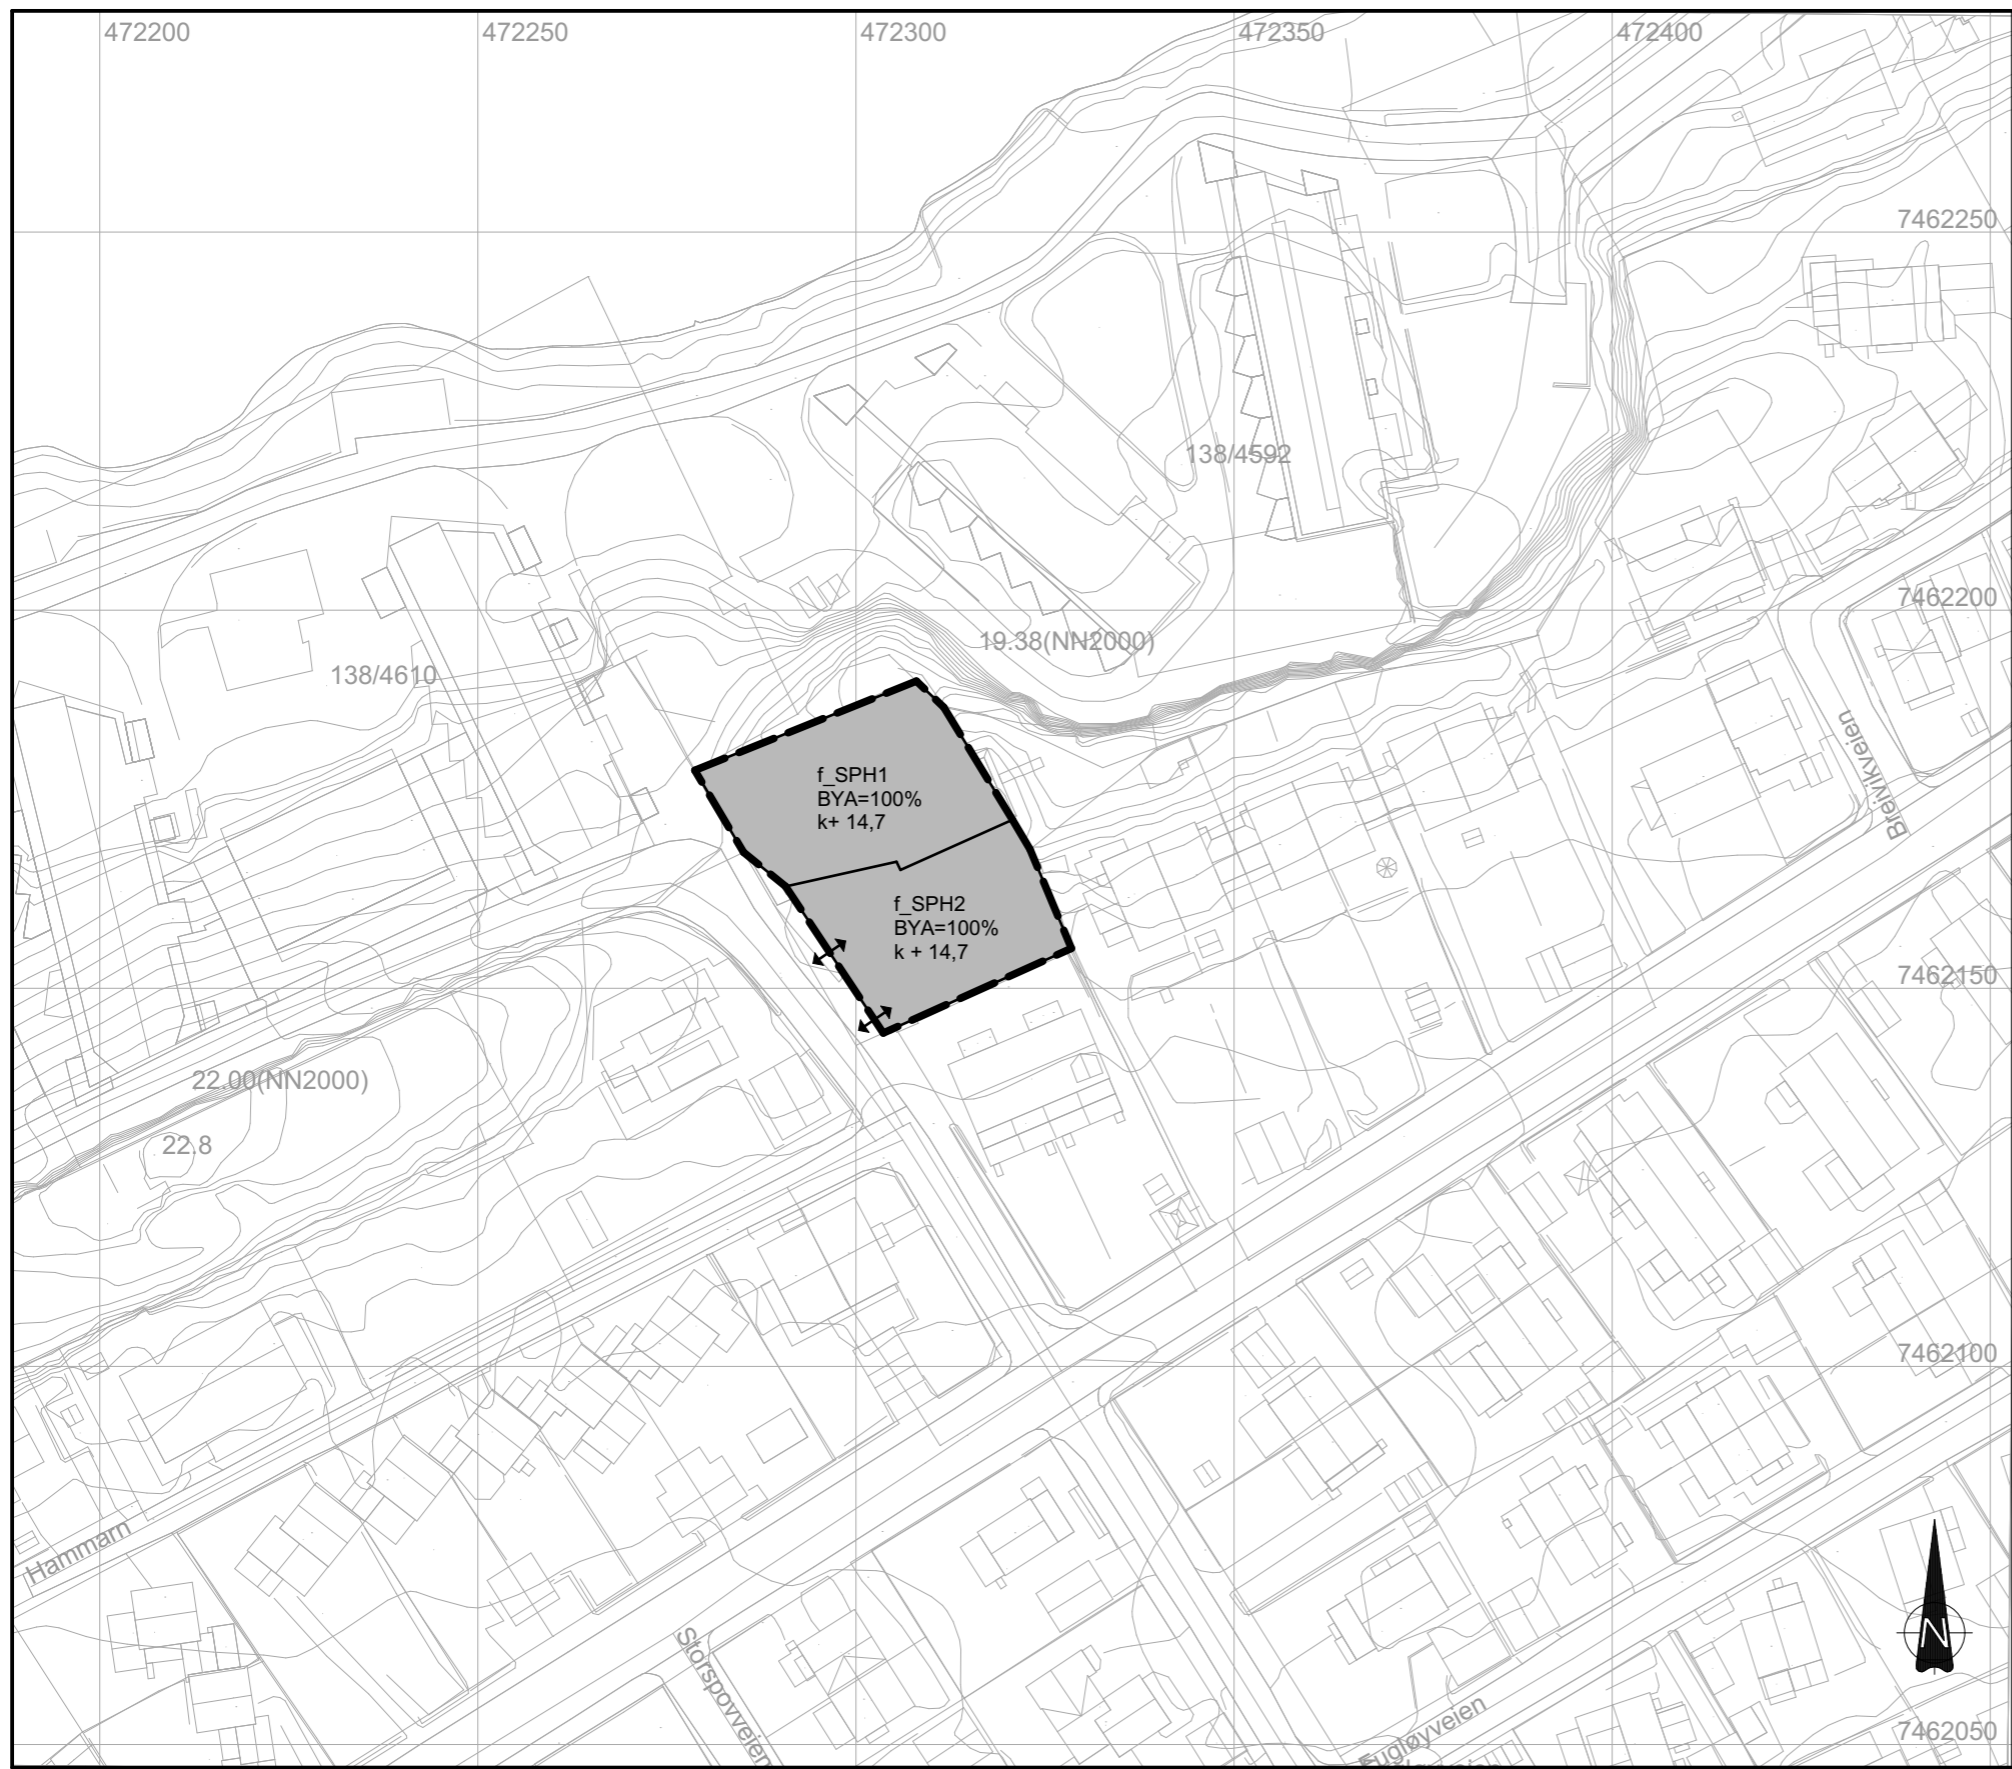 472200
472250
472300
472350
472400
7462250
138/4592
7462200
19.38(NN2000)
138/4610
Breivikveien
f_SPH1
BYA=100%
k+ 14,7
f_SPH2
BYA=100%
k + 14,7
7462150
22.00(NN2000)
22.8
7462100
Hammarn
Storspovveien
N
Fugløyveien
7462050